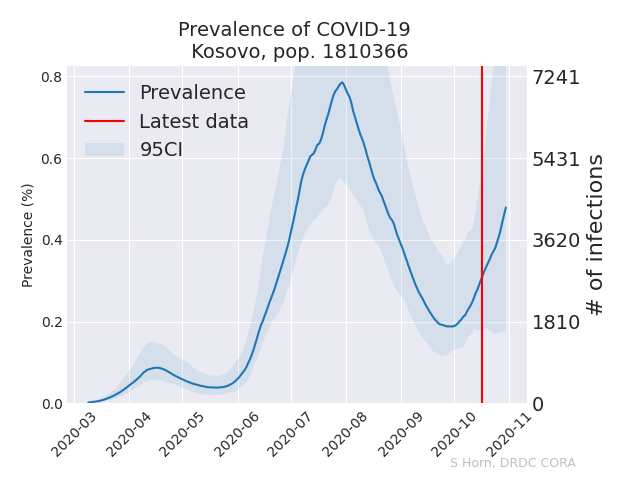 Prevalence of COVID-19
Kosovo, pop. 1810366
Prevalence
Latest data
95CI
0.8
0.6
0.4
0.2
0.0
Prevalence (%)
7241
5431
3620
1810
0
# of infections
2020-03
2020-04
2020-05
2020-06
2020-07
2020-08
2020-09
2020-10
2020-11
S Horn, DRDC CORA